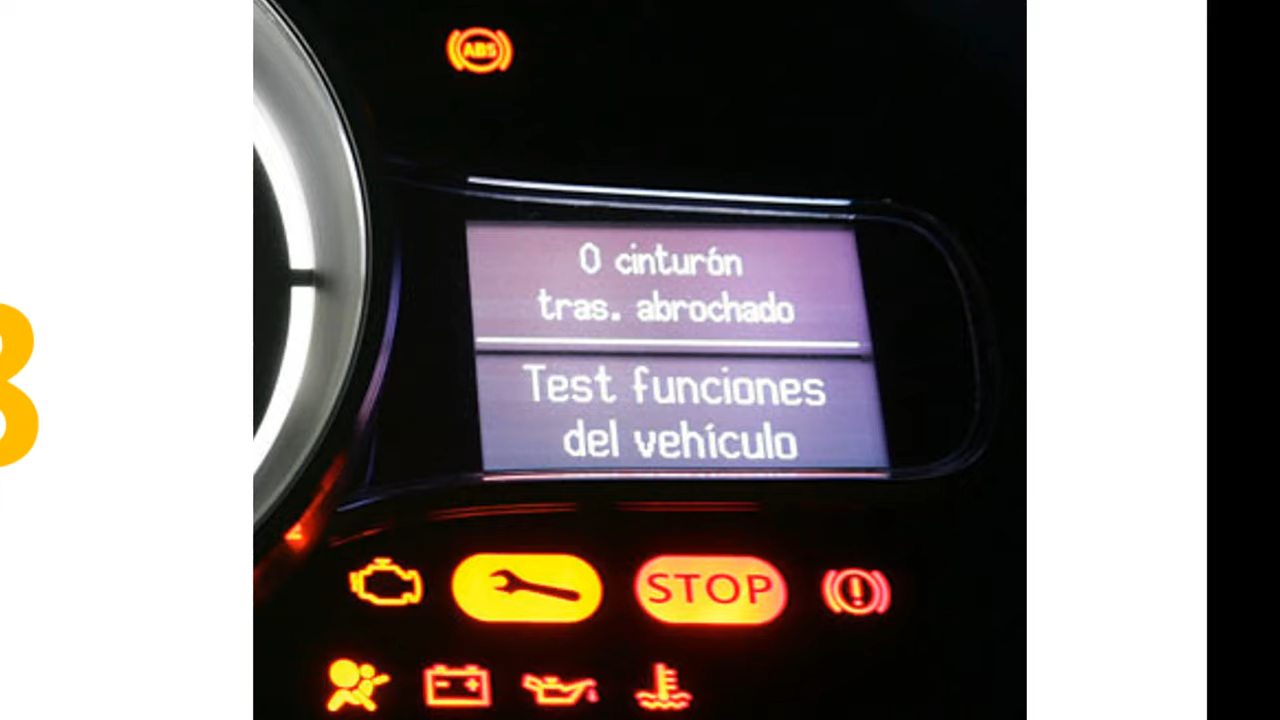 ABS
0 cinturón
tras. abrochado
Test funciones
del vehículo
STOP